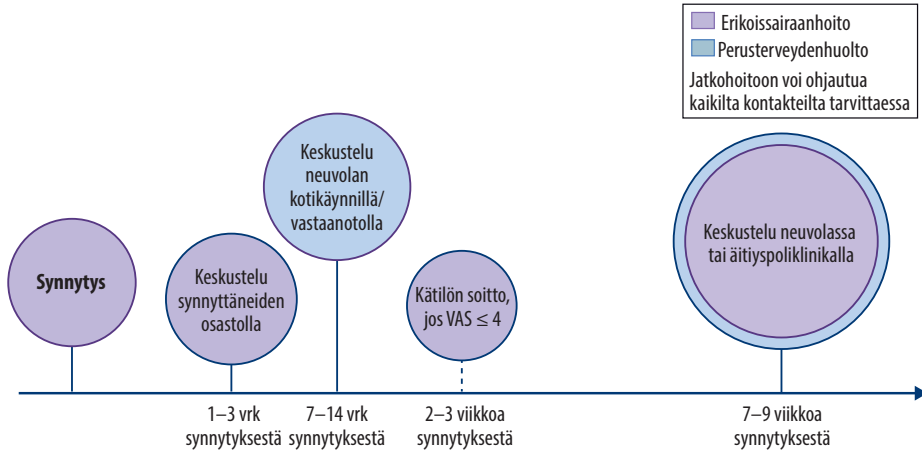 Erikoissairaanhoito
Perusterveydenhuolto
Jatkohoitoon voi ohjautua
kaikilta kontakteilta tarvittaessa
Synnytys
Keskustelu
synnyttäneiden
osastolla
Keskustelu
neuvolan
kotikäynnillä/
vastaanotolla
Kätilön soitto,
jos VAS ≤ 4
Keskustelu neuvolassa
tai äitiyspoliklinikalla
1–3 vrk
synnytyksestä
7–14 vrk
synnytyksestä
2–3 viikkoa
synnytyksestä
7–9 viikkoa
synnytyksestä